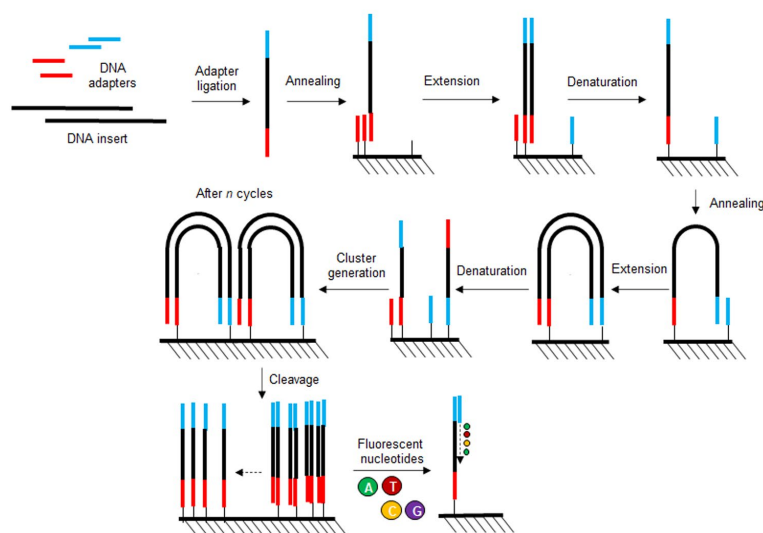 DNA
adapters
DNA insert
Adapter
ligation
Annealing
Extension
Denaturation
Annealing
After n cycles
Cluster
generation
Denaturation
Extension
Cleavage
Fluorescent
nucleotides
A T
C G